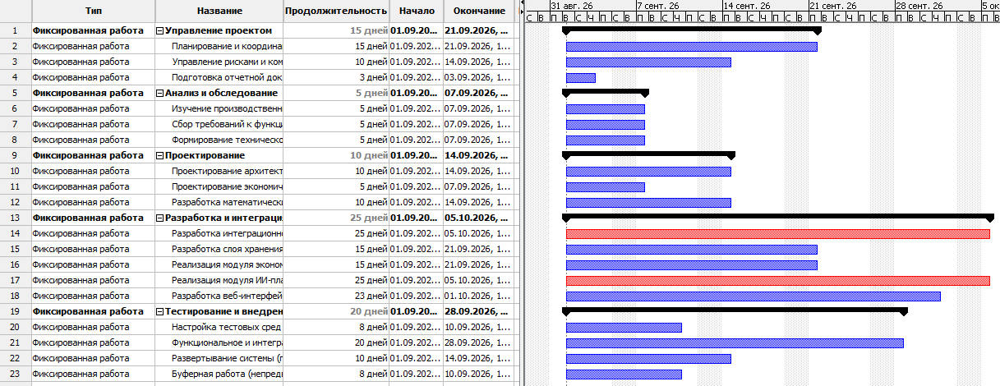 Тип Название Продолжительность Начало Окончание
31 авг. 26 7 сент. 26 14 сент. 26 21 сент. 26 28 сент. 26 5 ок
С В П В С П С Ч П С В П В С Ч П С В П В С Ч П С В П В С Ч П С В П В
1 Фиксированная работа Управление проектом 15 дней 01.09.20... 21.09.2026, ...
2 Фиксированная работа Планирование и координа 15 дней 01.09.202... 21.09.2026, 1...
3 Фиксированная работа Управление рисками и ком 10 дней 01.09.202... 14.09.2026, 1...
4 Фиксированная работа Подготовка отчетной док 3 дней 01.09.202... 03.09.2026, 1...
5 Фиксированная работа Анализ и обследование 5 дней 01.09.20... 07.09.2026, ...
6 Фиксированная работа Изучение производственн 5 дней 01.09.202... 07.09.2026, 1...
7 Фиксированная работа Сбор требований к функци 5 дней 01.09.202... 07.09.2026, 1...
8 Фиксированная работа Формирование техническо 5 дней 01.09.202... 07.09.2026, 1...
9 Фиксированная работа Проектирование 10 дней 01.09.20... 14.09.2026, ...
10 Фиксированная работа Проектирование архитект 10 дней 01.09.202... 14.09.2026, 1...
11 Фиксированная работа Проектирование экономич 5 дней 01.09.202... 07.09.2026, 1...
12 Фиксированная работа Разработка математически 10 дней 01.09.202... 14.09.2026, 1...
13 Фиксированная работа Разработка и интеграци 25 дней 01.09.20... 05.10.2026, ...
14 Фиксированная работа Разработка интеграционно 25 дней 01.09.202... 05.10.2026, 1...
15 Фиксированная работа Разработка слоя хранения 15 дней 01.09.202... 21.09.2026, 1...
16 Фиксированная работа Реализация модуля эконом 15 дней 01.09.202... 21.09.2026, 1...
17 Фиксированная работа Реализация модуля ИИ-пла 25 дней 01.09.202... 05.10.2026, 1...
18 Фиксированная работа Разработка веб-интерфей 23 дней 01.09.202... 01.10.2026, 1...
19 Фиксированная работа Тестирование и внедрен 20 дней 01.09.20... 28.09.2026, ...
20 Фиксированная работа Настройка тестовых сред 8 дней 01.09.202... 10.09.2026, 1...
21 Фиксированная работа Функциональное и интегра 20 дней 01.09.202... 28.09.2026, 1...
22 Фиксированная работа Развертывание системы (п 10 дней 01.09.202... 14.09.2026, 1...
23 Фиксированная работа Буферная работа (непреди 8 дней 01.09.202... 10.09.2026, 1...